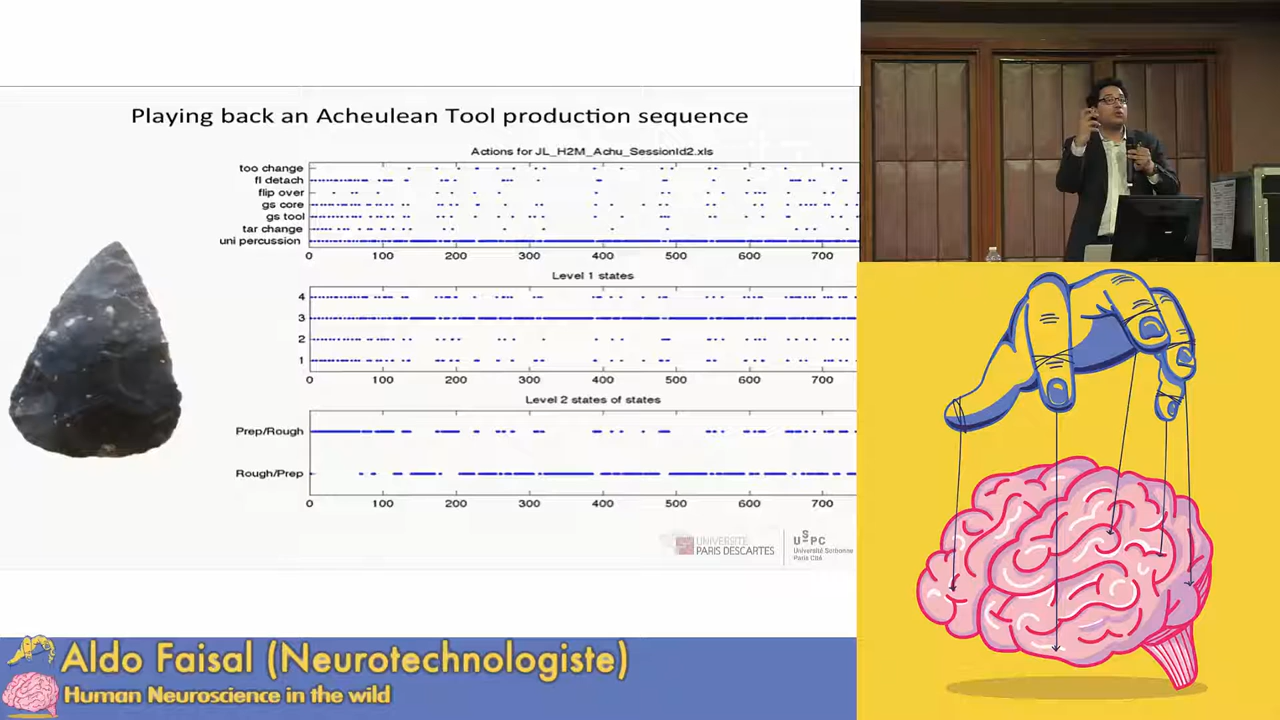 Playing back an Acheulean Tool production sequence
Actions for JL_H2M_Achu_SessionId2.xls
too change
fl detach
flip over
gs core
gs tool
tar change
uni percussion
0 100 200 300 400 500 600 700
Level 1 states
4
3
2
1
0 100 200 300 400 500 600 700
Level 2 states of states
Prep/Rough
Rough/Prep
0 100 200 300 400 500 600 700
UNIVERSITÉ
PARIS DESCARTES
USPC
Université Sorbonne
Paris Cité
Aldo Faisal (Neurotechnologiste)
Human Neuroscience in the wild